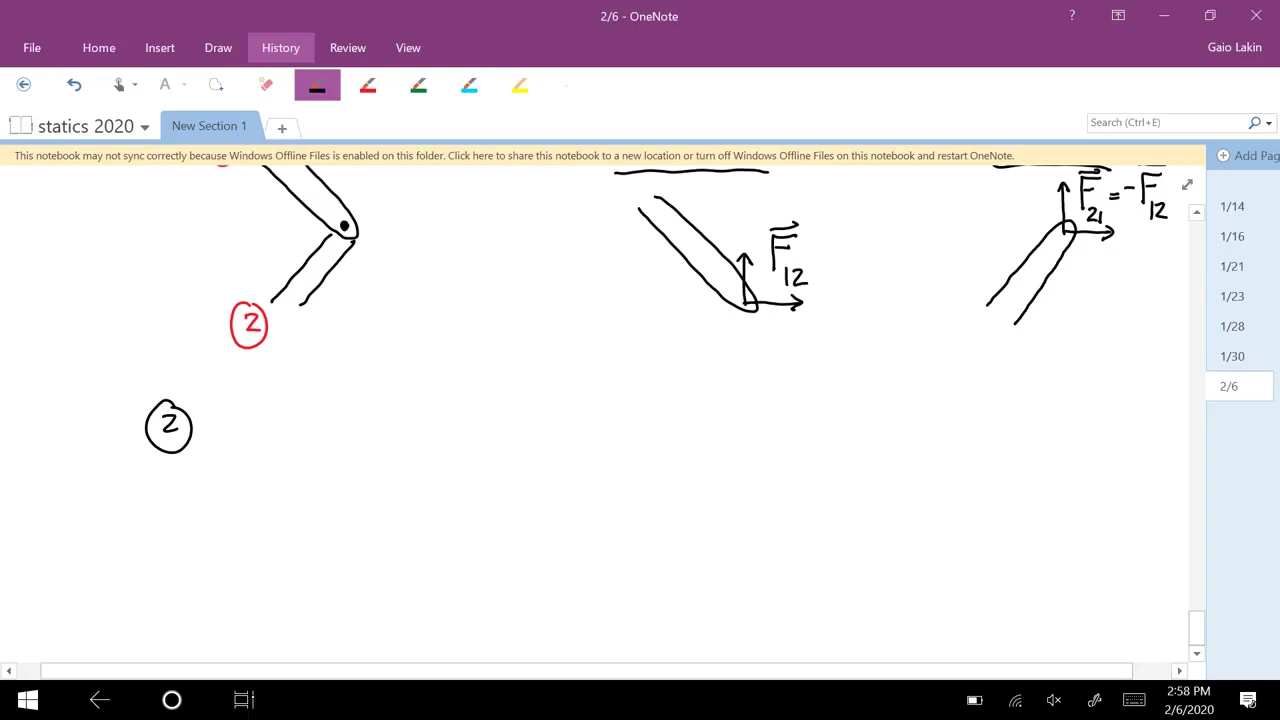 2/6 - OneNote
?
File Home Insert Draw History Review View
Gaio Lakin
A
statics 2020
New Section 1
+
Search (Ctrl+E)
This notebook may not sync correctly because Windows Offline Files is enabled on this folder. Click here to share this notebook to a new location or turn off Windows Offline Files on this notebook and restart OneNote.
Add Pag
1/14
1/16
1/21
1/23
1/28
1/30
2/6
F 12
F 21 = -F 12
2
2
2:58 PM
2/6/2020